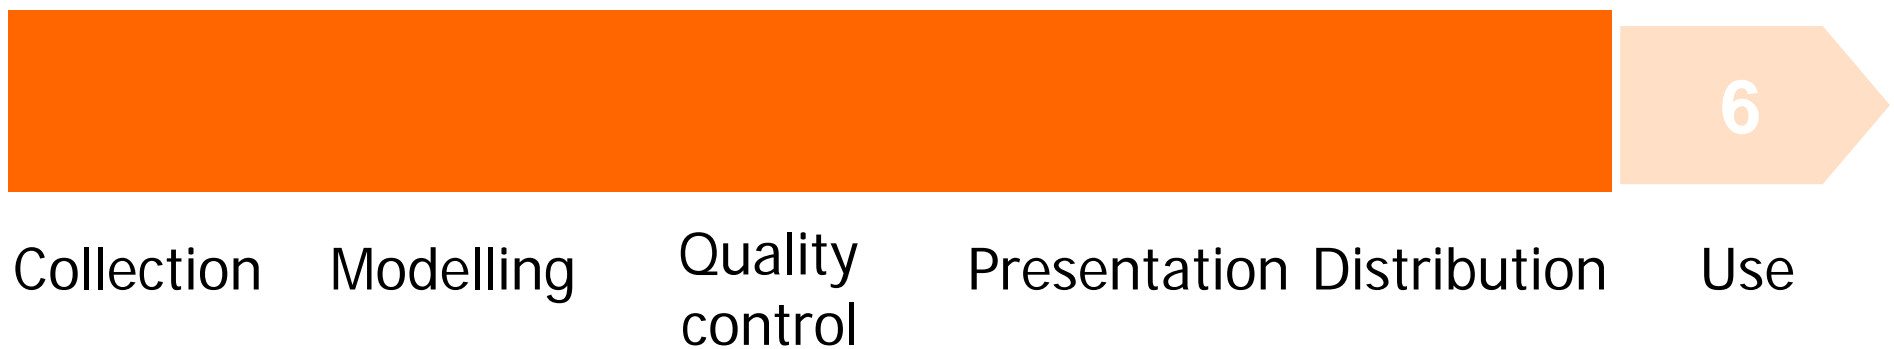 6
Collection
Modelling
Quality
control
Presentation
Distribution
Use